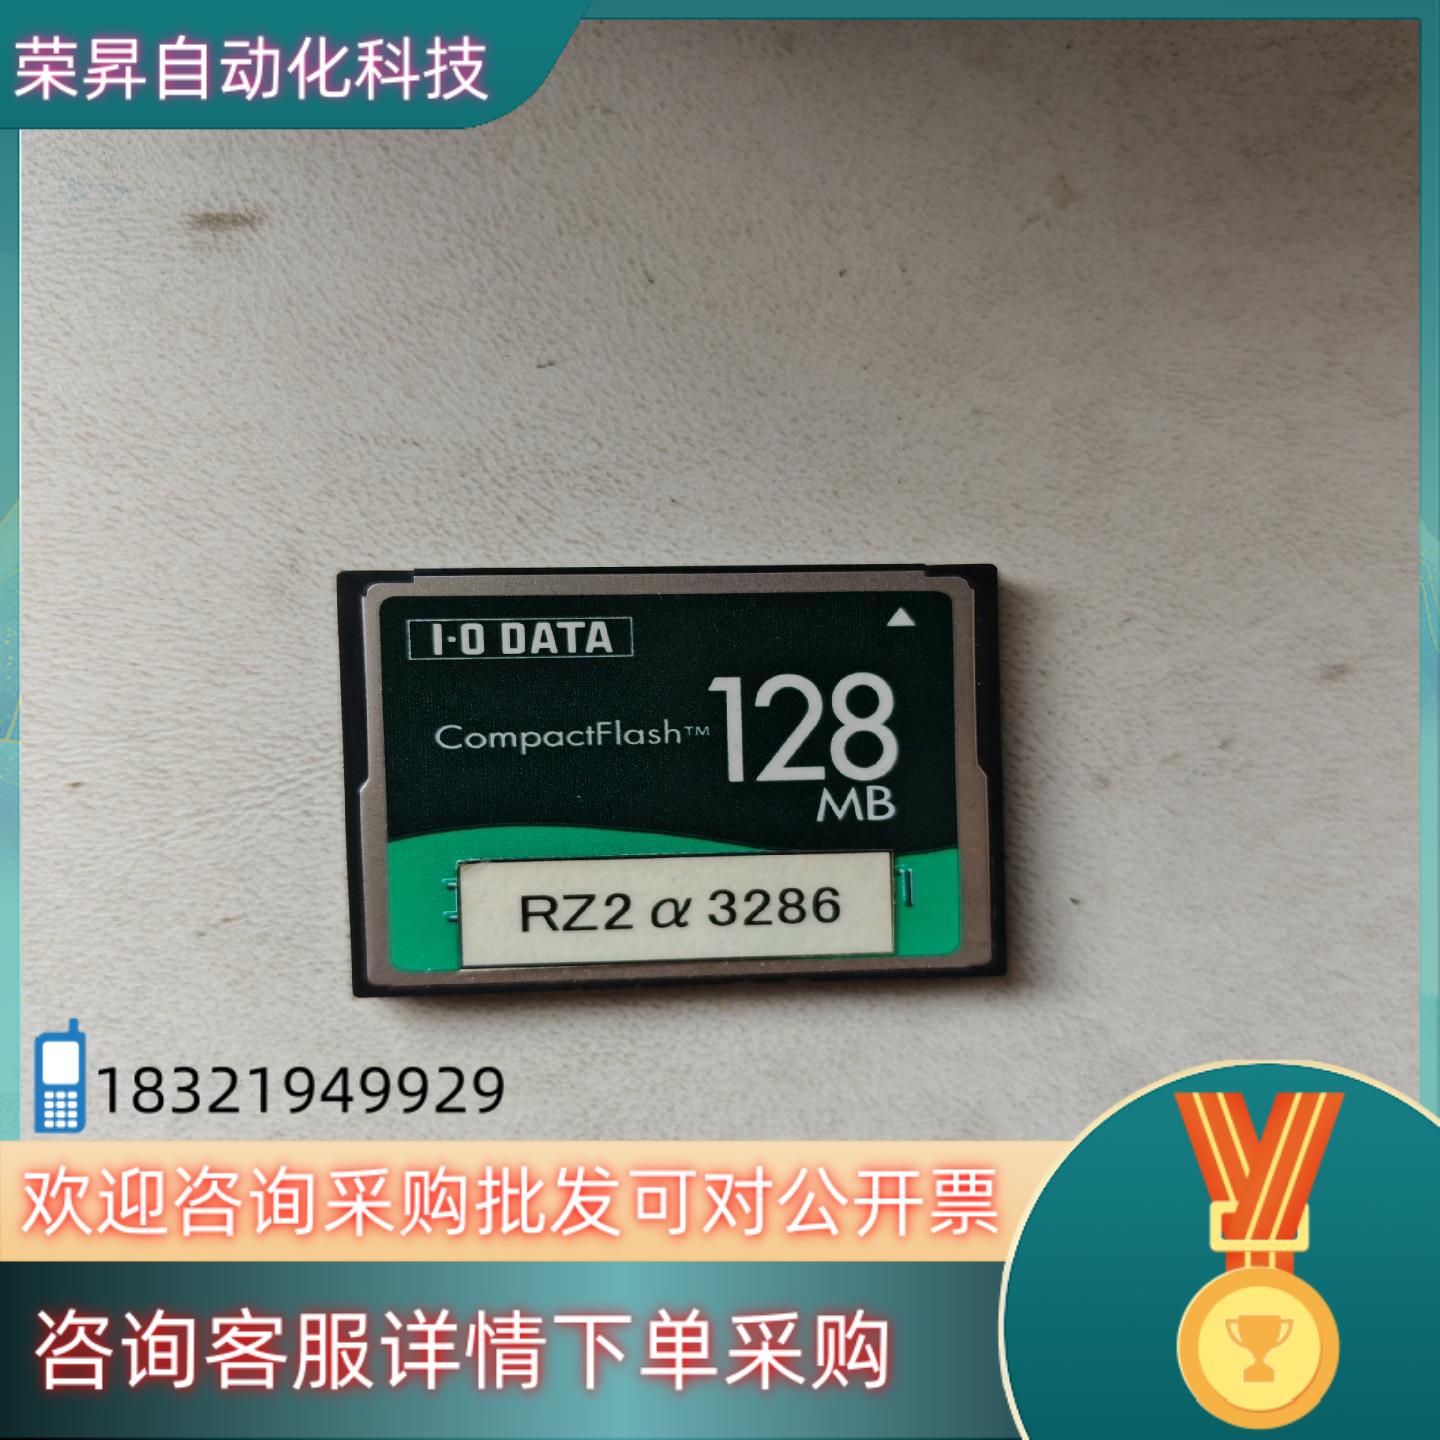 荣昇自动化科技
I-O DATA
CompactFlash™ 128
MB
RZ2 α 3286
18321949929
欢迎咨询采购批发可对公开票
咨询客服详情下单采购